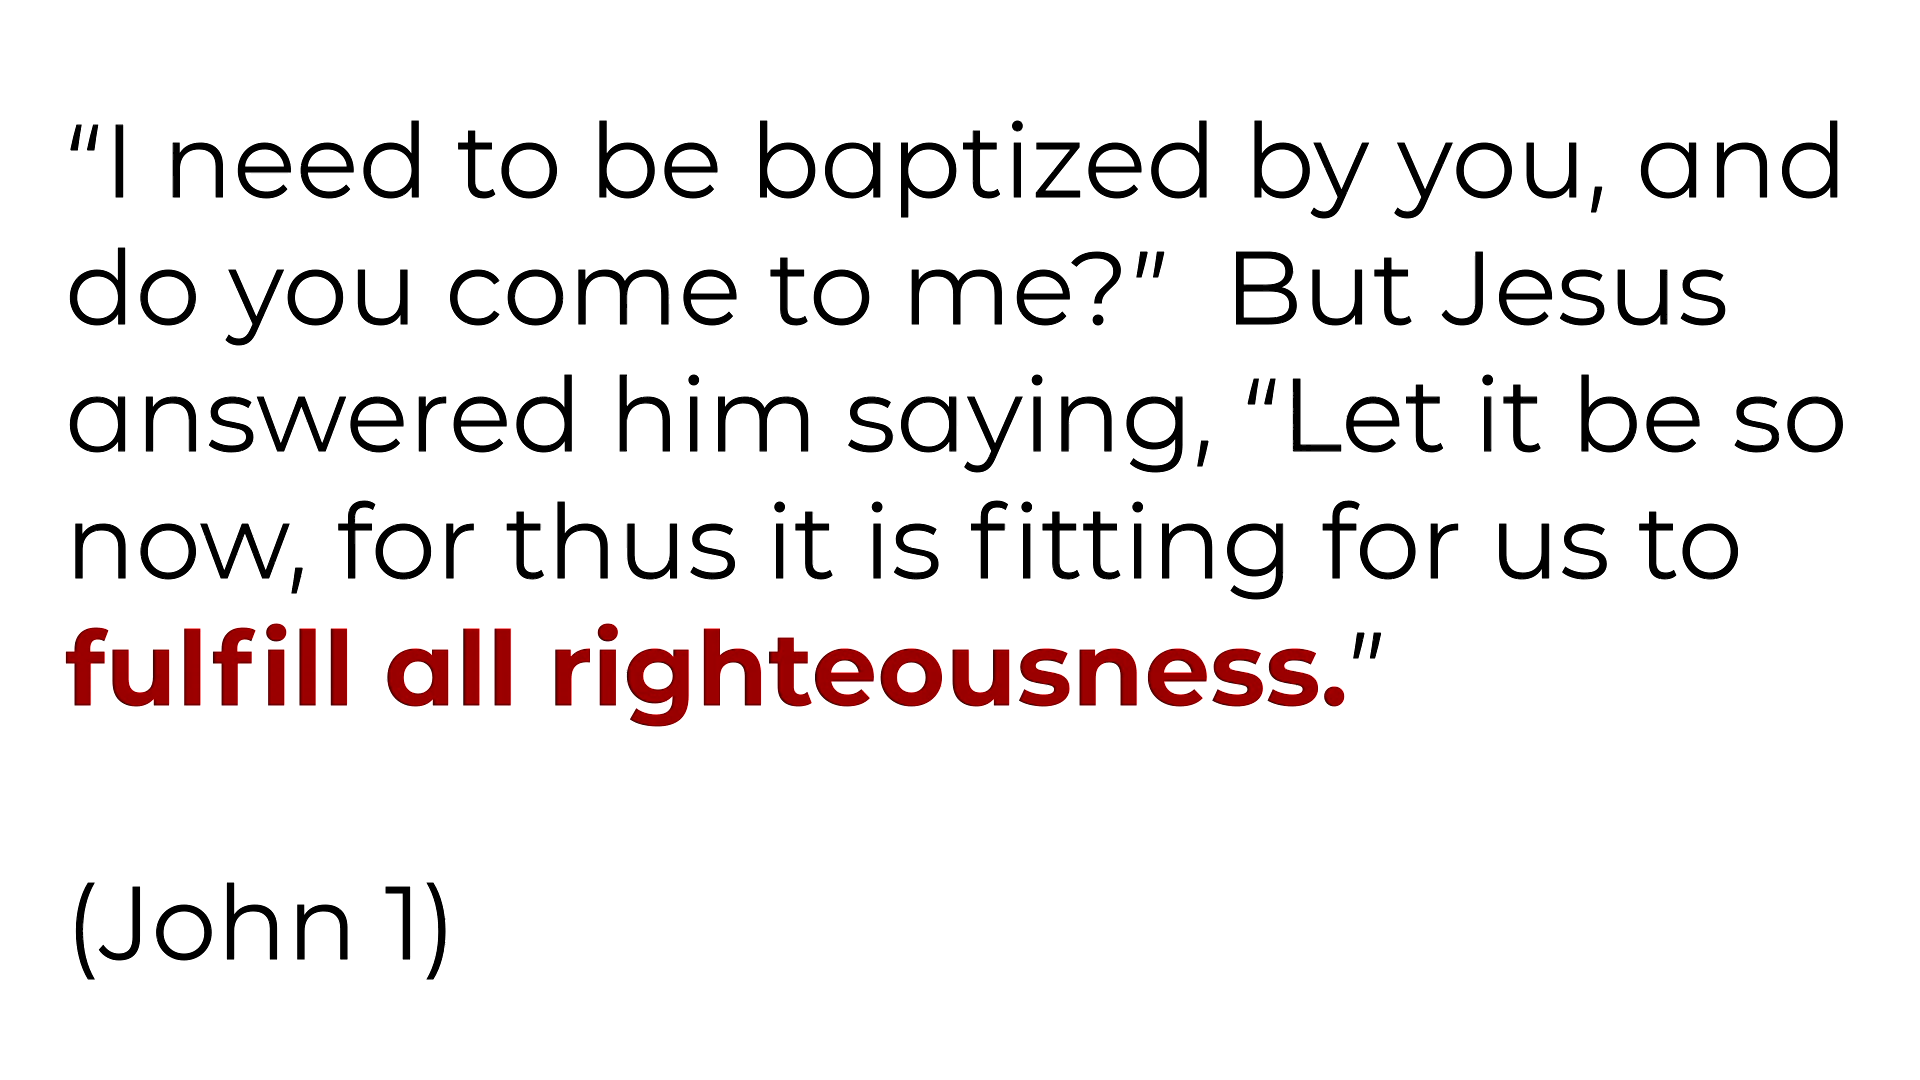 “I need to be baptized by you, and
do you come to me?”  But Jesus
answered him saying, “Let it be so
now, for thus it is fitting for us to
fulfill all righteousness.”
(John 1)